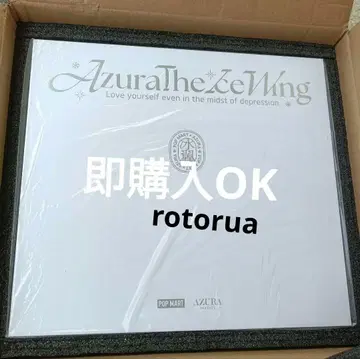 AzuraTheIceWing
Love yourself even in the midst of depression.
即購入OK
rotorua
POP MART
AZURA